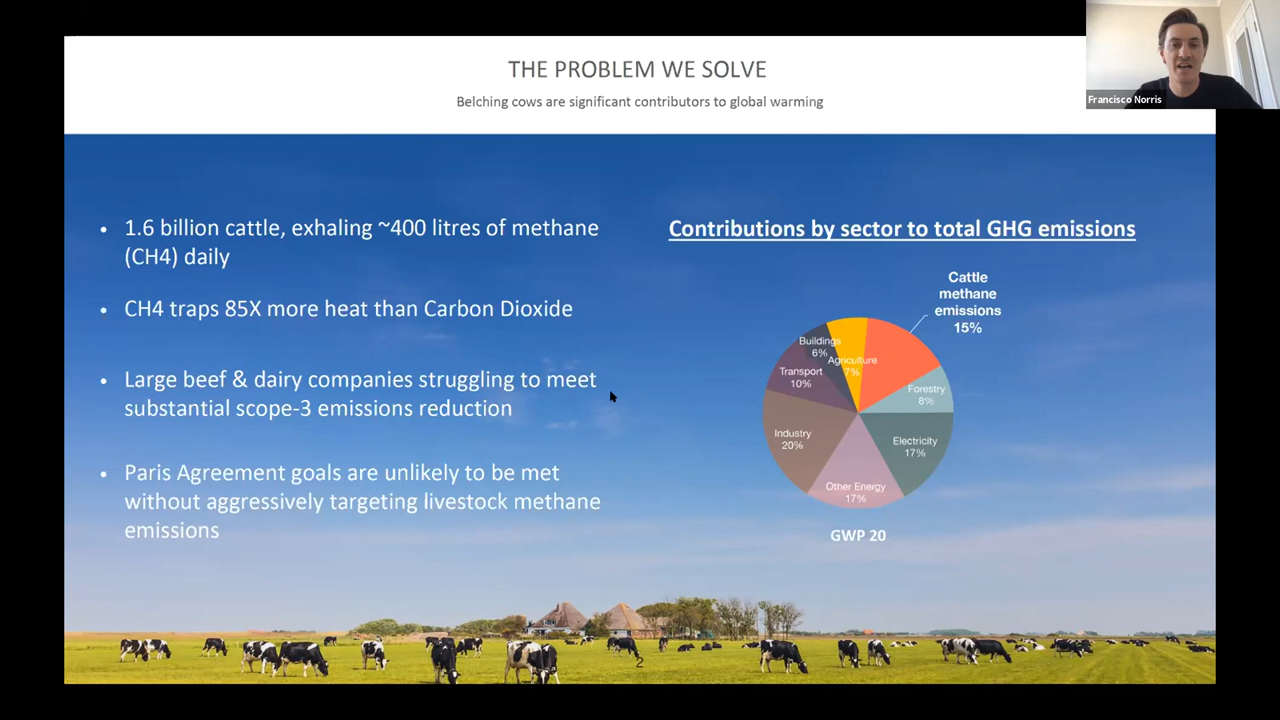 THE PROBLEM WE SOLVE
Belching cows are significant contributors to global warming
Francisco Norris
• 1.6 billion cattle, exhaling ~400 litres of methane
(CH4) daily
• CH4 traps 85X more heat than Carbon Dioxide
• Large beef & dairy companies struggling to meet
substantial scope-3 emissions reduction
• Paris Agreement goals are unlikely to be met
without aggressively targeting livestock methane
emissions
Contributions by sector to total GHG emissions
Cattle
methane
emissions
15%
Buildings
6%
Agriculture
7%
Transport
10%
Forestry
8%
Industry
20%
Electricity
17%
Other Energy
17%
GWP 20
2